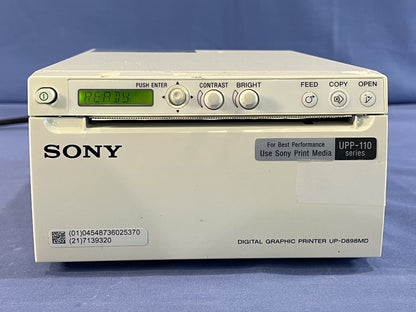 PUSH ENTER CONTRAST BRIGHT FEED COPY OPEN
READY
SONY
For Best Performance
Use Sony Print Media
UPP-110
series
(01)04548736025370
(21)7139320
DIGITAL GRAPHIC PRINTER UP-D898MD